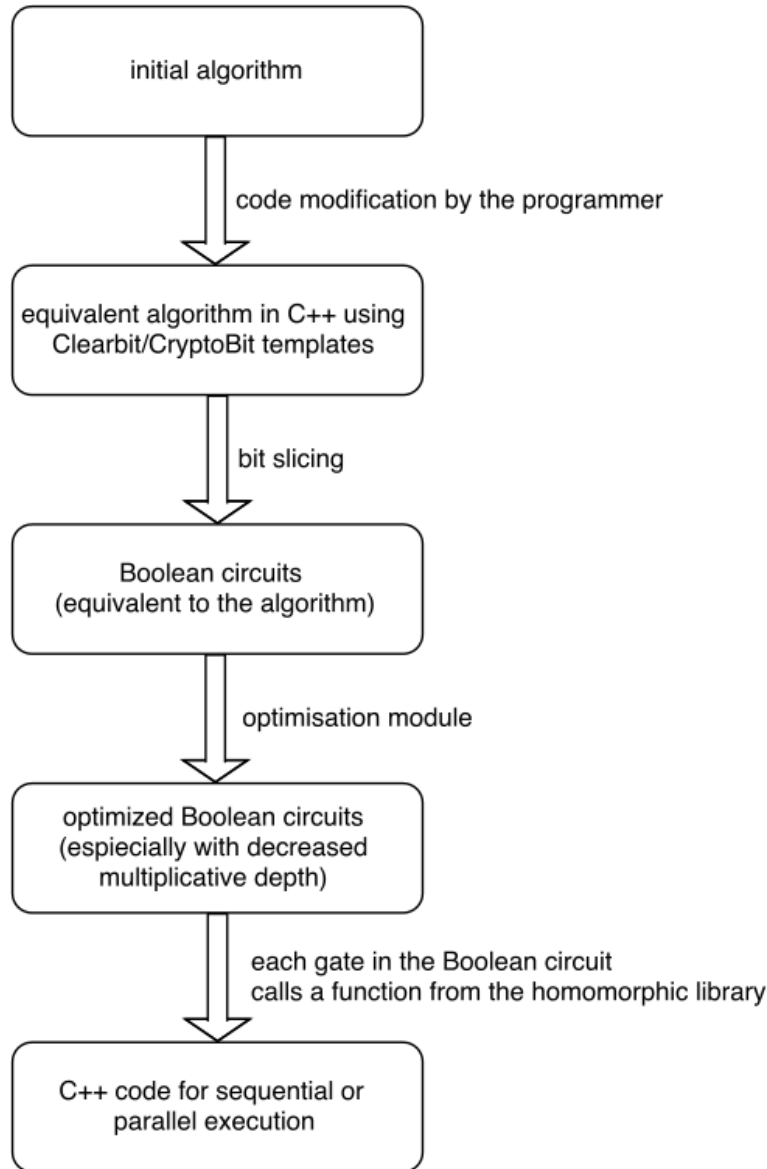 initial algorithm
code modification by the programmer
equivalent algorithm in C++ using
Clearbit/CryptoBit templates
bit slicing
Boolean circuits
(equivalent to the algorithm)
optimisation module
optimized Boolean circuits
(espicially with decreased
multiplicative depth)
each gate in the Boolean circuit
calls a function from the homomorphic library
C++ code for sequential or
parallel execution